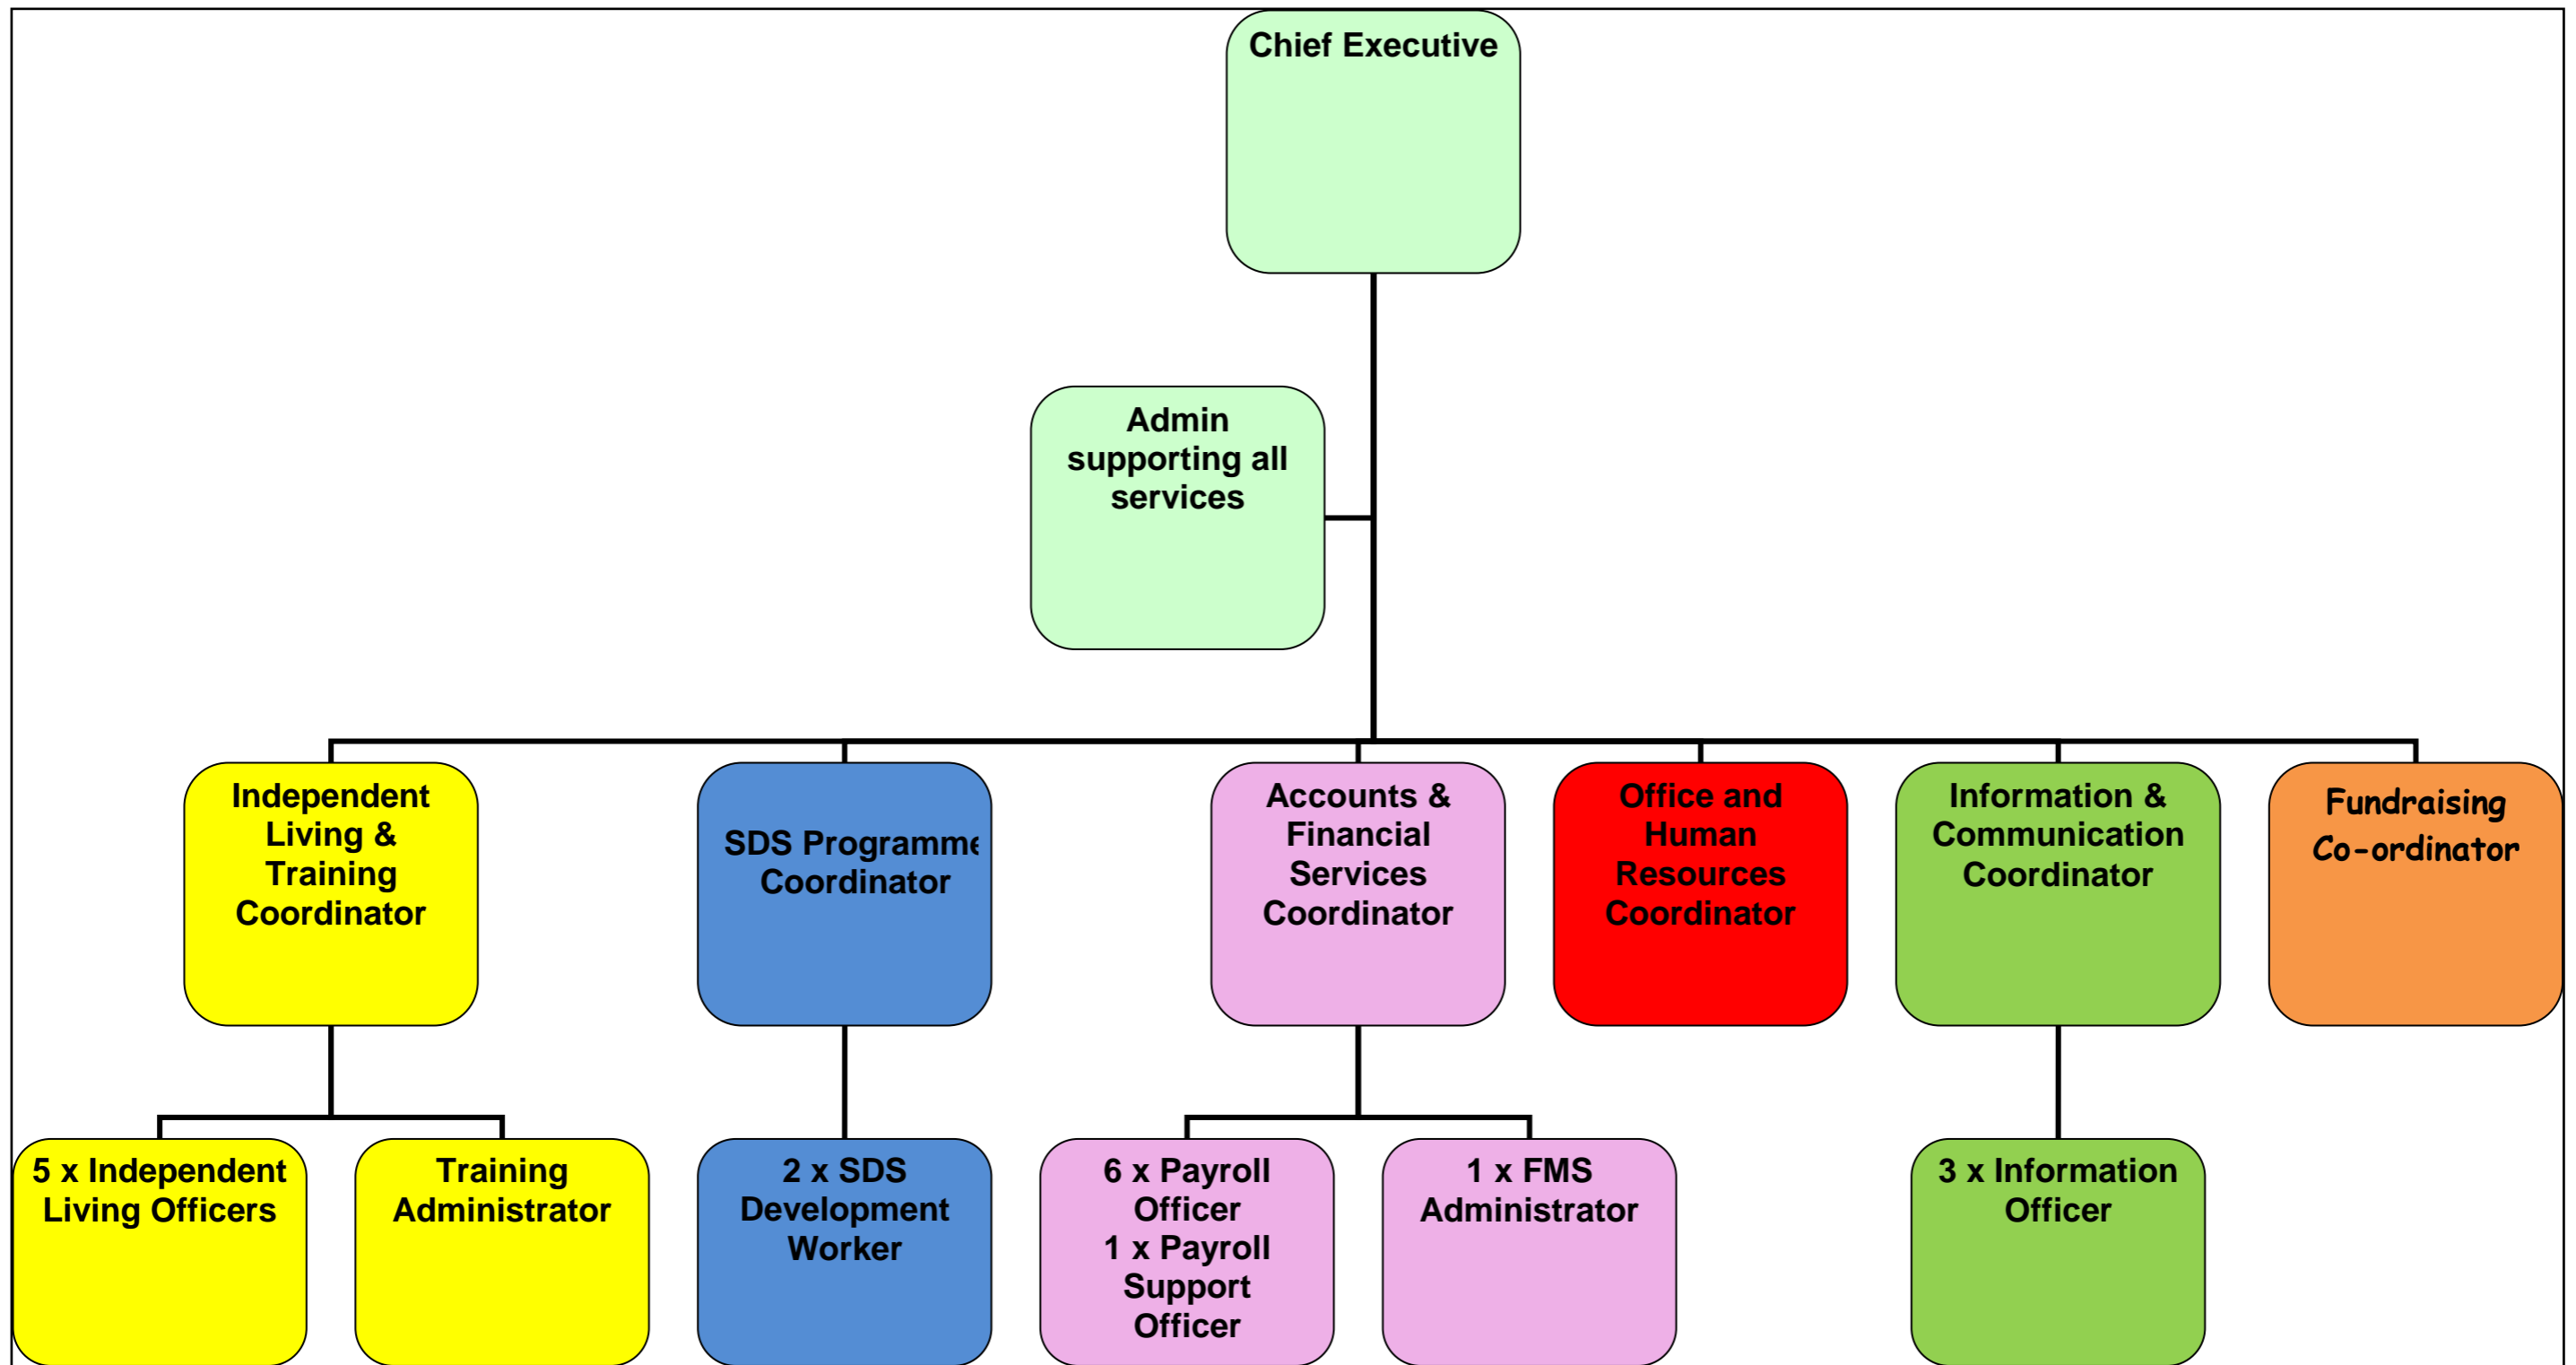 Chief Executive
Admin
supporting all
services
Independent
Living &
Training
Coordinator
SDS Programme
Coordinator
Accounts &
Financial
Services
Coordinator
Office and
Human
Resources
Coordinator
Information &
Communication
Coordinator
Fundraising
Co-ordinator
5 x Independent
Living Officers
Training
Administrator
2 x SDS
Development
Worker
6 x Payroll
Officer
1 x Payroll
Support
Officer
1 x FMS
Administrator
3 x Information
Officer